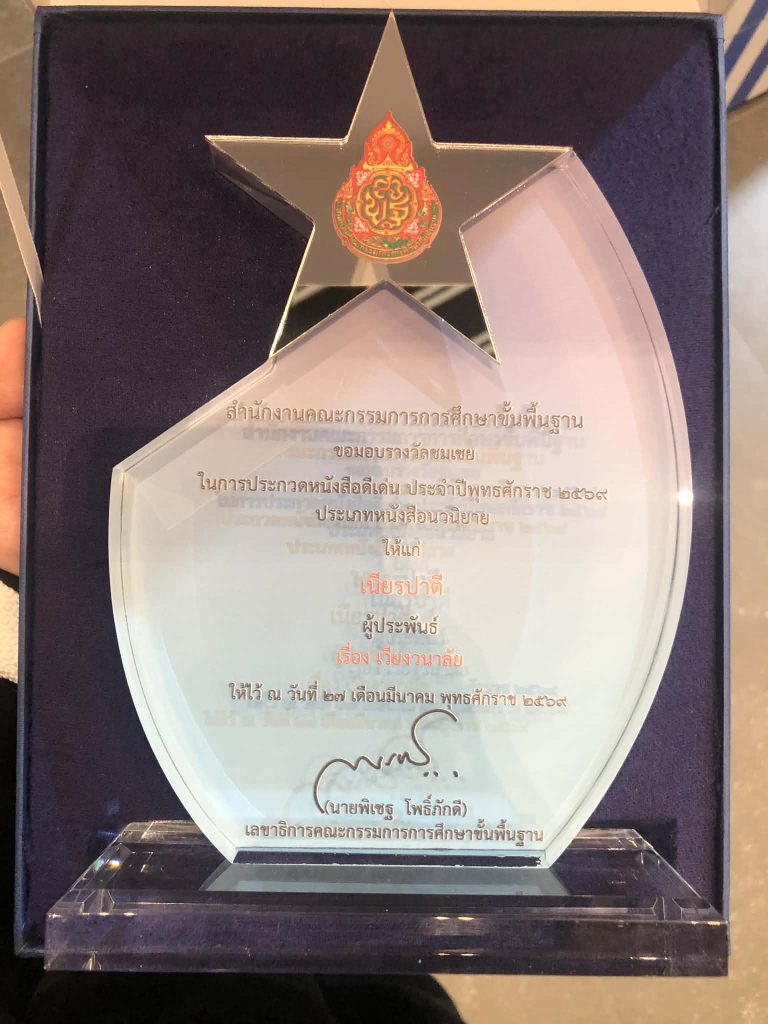 สำนักงานคณะกรรมการการศึกษาขั้นพื้นฐาน
ขอมอบรางวัลชมเชย
ในการประกวดหนังสือดีเด่น ประจำปีพุทธศักราช ๒๕๖๙
ประเภทหนังสือนวนิยาย
ให้แก่
เนียรปาตี
ผู้ประพันธ์
เรื่อง เวียงวนาลัย
ให้ไว้ ณ วันที่ ๒๗ เดือนมีนาคม พุทธศักราช ๒๕๖๙
(นายพิเชฐ โพธิ์ภักดี)
เลขาธิการคณะกรรมการการศึกษาขั้นพื้นฐาน